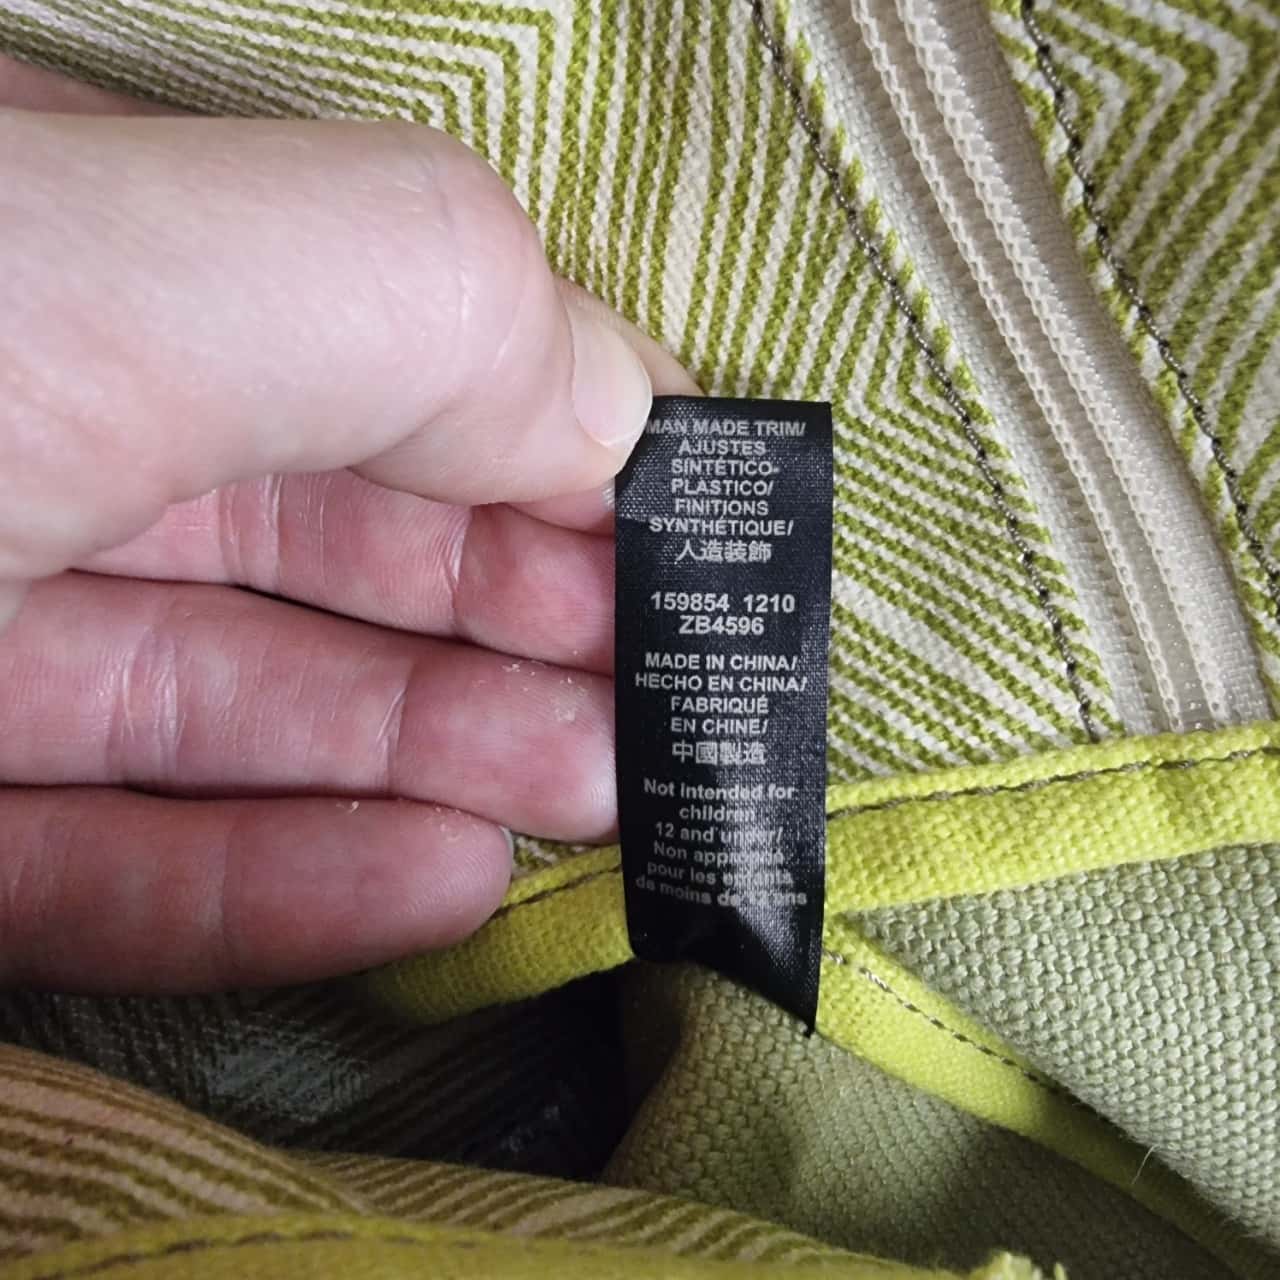 MAN MADE TRIM/
AJUSTES
SINTÉTICO-
PLASTICO/
FINITIONS
SYNTHÉTIQUE/
人造装飾
159854 1210
ZB4596
MADE IN CHINA/
HECHO EN CHINA/
FABRIQUÉ
EN CHINE/
中國製造
Not intended for
children
12 and under/
Non approprié
pour les enfants
de moins de 12 ans